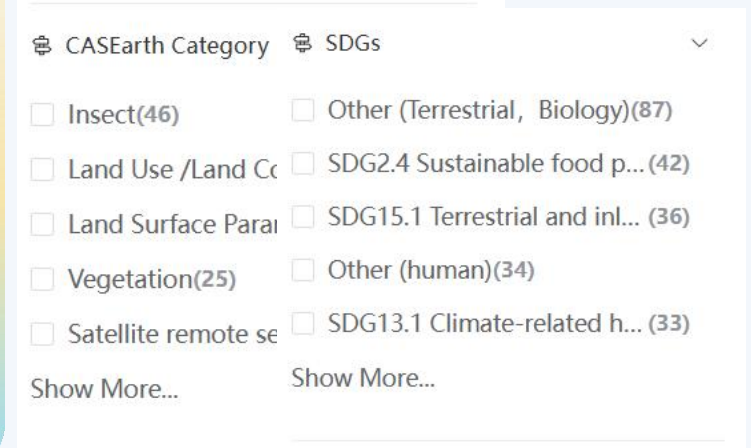 CASEarth Category
Insect(46)
Land Use /Land Co
Land Surface Para
Vegetation(25)
Satellite remote se
Show More...
SDGs
Other (Terrestrial，Biology)(87)
SDG2.4 Sustainable food p...(42)
SDG15.1 Terrestrial and inl... (36)
Other (human)(34)
SDG13.1 Climate-related h... (33)
Show More...